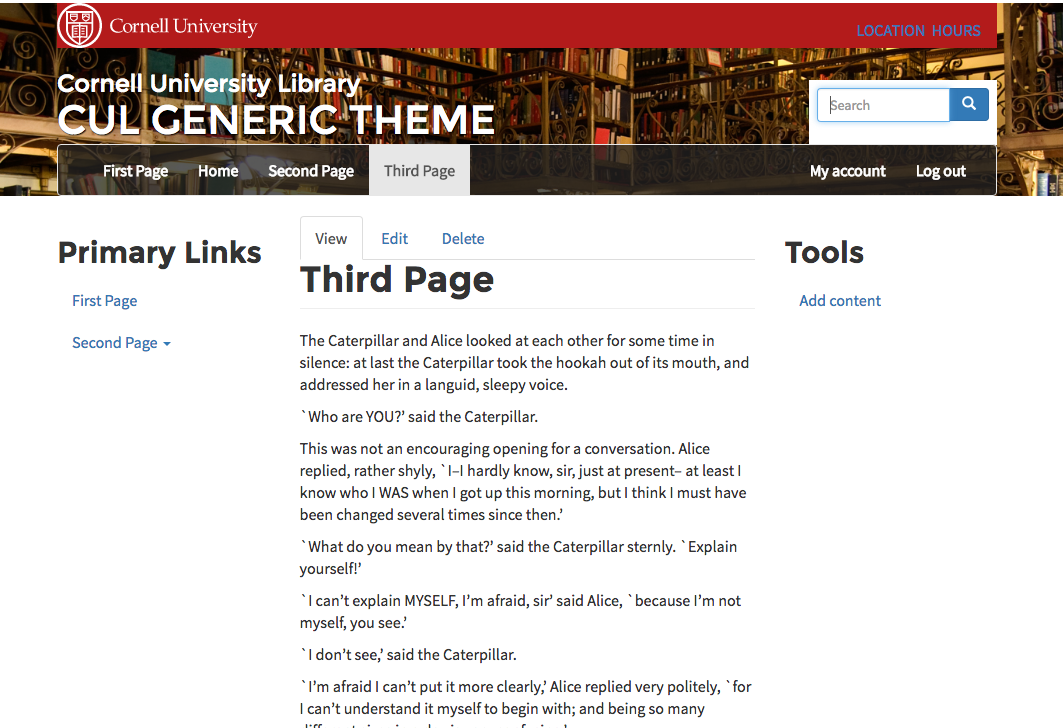 Cornell University
LOCATION HOURS
Cornell University Library
CUL GENERIC THEME
Search
First Page Home Second Page Third Page My account Log out
Primary Links
First Page
Second Page
View Edit Delete
Third Page
The Caterpillar and Alice looked at each other for some time in
silence: at last the Caterpillar took the hookah out of its mouth, and
addressed her in a languid, sleepy voice.
`Who are YOU?’ said the Caterpillar.
This was not an encouraging opening for a conversation. Alice
replied, rather shyly, `I–I hardly know, sir, just at present– at least I
know who I WAS when I got up this morning, but I think I must have
been changed several times since then.’
`What do you mean by that?’ said the Caterpillar sternly. `Explain
yourself!’
`I can’t explain MYSELF, I’m afraid, sir’ said Alice, `because I’m not
myself, you see.’
`I don’t see,’ said the Caterpillar.
`I’m afraid I can’t put it more clearly,’ Alice replied very politely, `for
I can’t understand it myself to begin with; and being so many
Tools
Add content